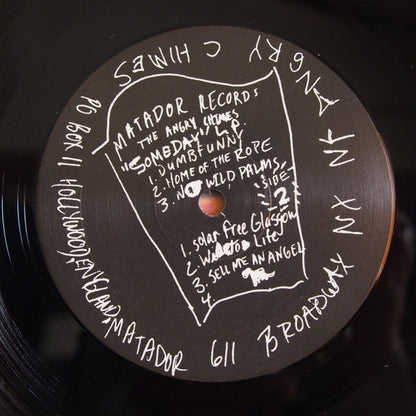 MATADOR RECORDS
THE ANGRY CHIMES
"SOMEDAY" L.P.
DUMBFUNNY
1. HOME OF THE ROPE
2. WILD PALMS
3. NO
"SIDE
2"
1. Solar Free Glasgow
2. Life
3. SELL ME AN ANGEL
4.
ANGRY CHIMES PO BOX 11 HOLLYWOOD, ENGLAND, MATADOR 611 BROADWAY NY NY